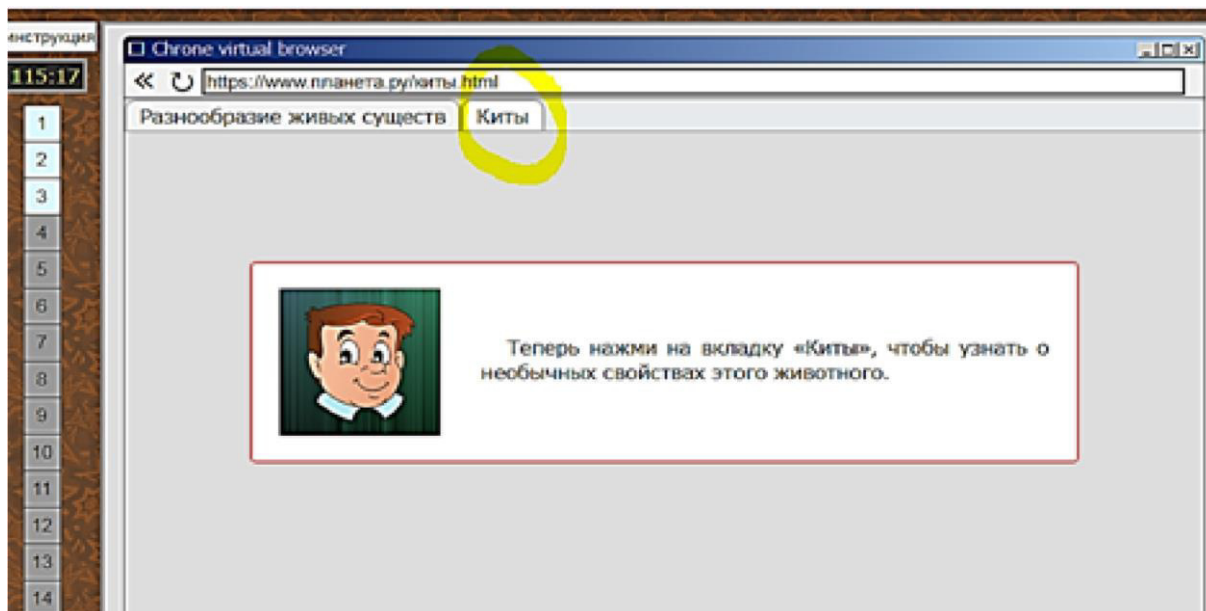 инструкция
Chrone virtual browser
115:17
https://www.планета.ру/киты.html
1
Разнообразие живых существ
Киты
2
3
4
5
6
7
Теперь нажми на вкладку «Киты», чтобы узнать о
необычных свойствах этого животного.
8
9
10
11
12
13
14